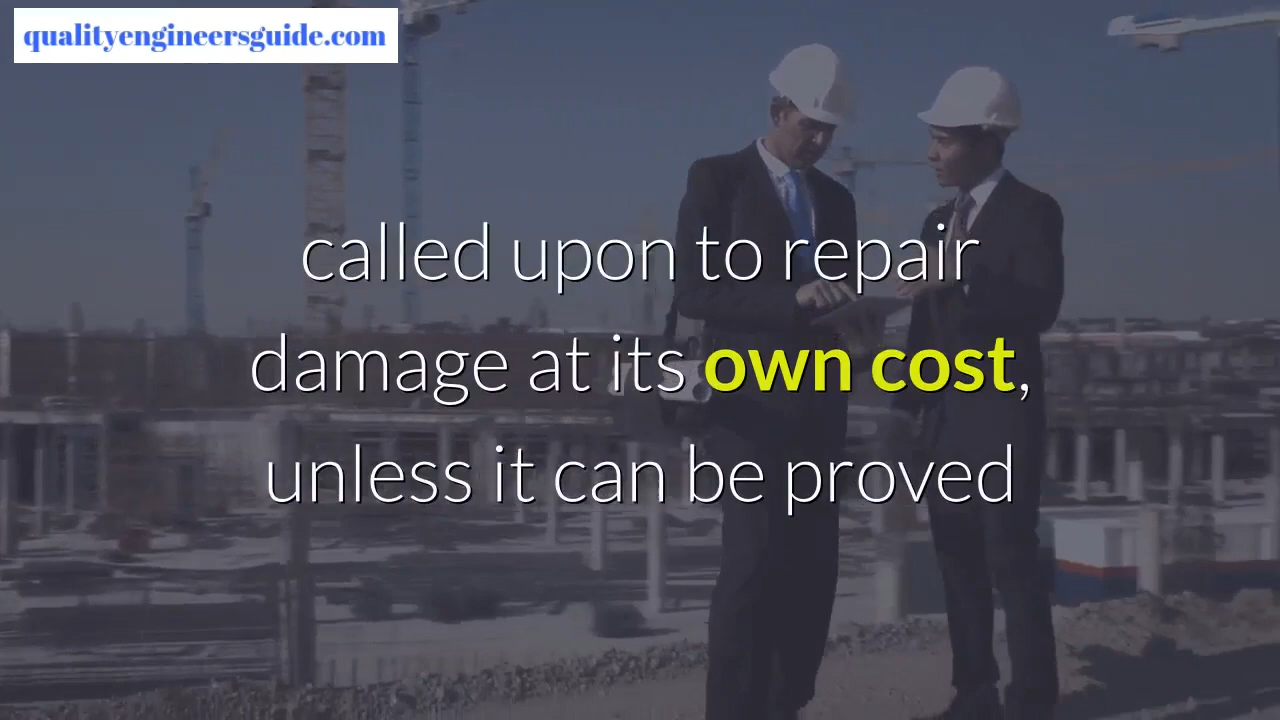 qualityengineersguide.com
called upon to repair
damage at its own cost,
unless it can be proved